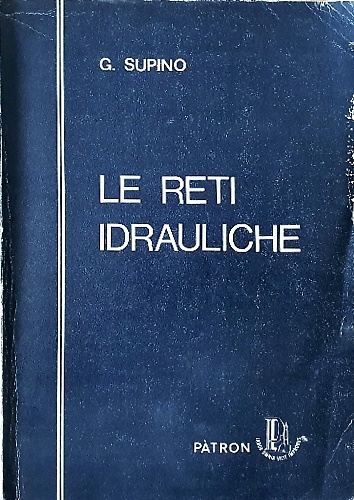 G. SUPINO
LE RETI
IDRAULICHE
PÀTRON